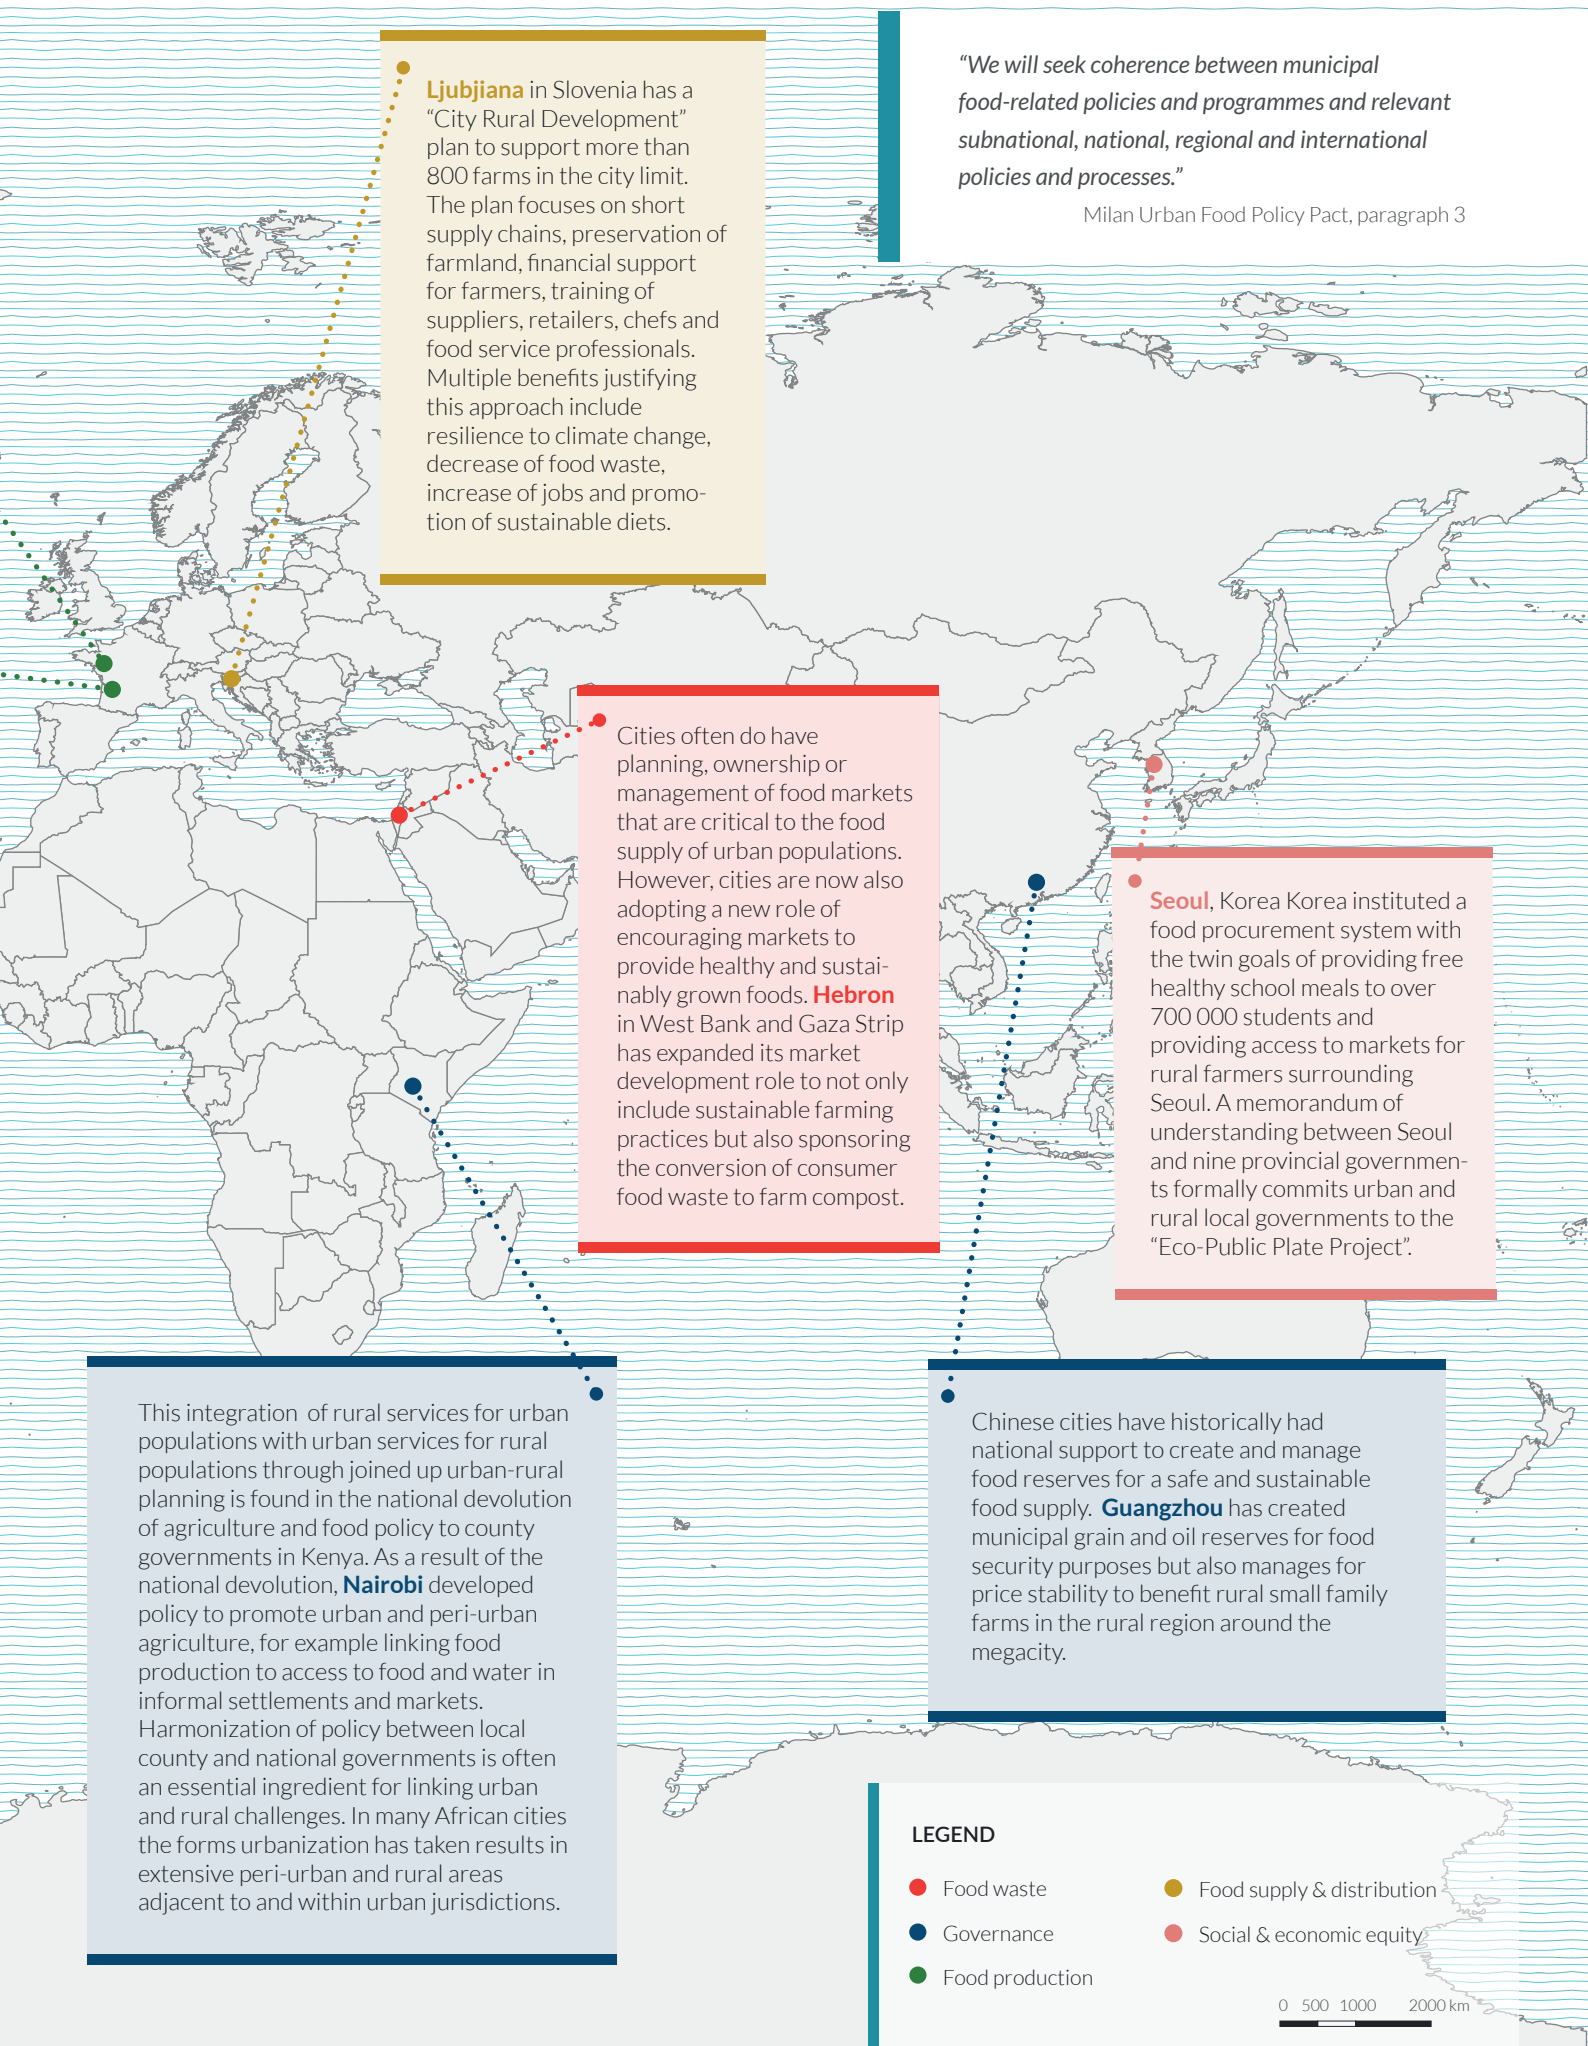 “We will seek coherence between municipal
food-related policies and programmes and relevant
subnational, national, regional and international
policies and processes.”
Milan Urban Food Policy Pact, paragraph 3
Ljubjiana in Slovenia has a
“City Rural Development”
plan to support more than
800 farms in the city limit.
The plan focuses on short
supply chains, preservation of
farmland, financial support
for farmers, training of
suppliers, retailers, chefs and
food service professionals.
Multiple benefits justifying
this approach include
resilience to climate change,
decrease of food waste,
increase of jobs and promo-
tion of sustainable diets.
Cities often do have
planning, ownership or
management of food markets
that are critical to the food
supply of urban populations.
However, cities are now also
adopting a new role of
encouraging markets to
provide healthy and sustai-
nably grown foods. Hebron
in West Bank and Gaza Strip
has expanded its market
development role to not only
include sustainable farming
practices but also sponsoring
the conversion of consumer
food waste to farm compost.
Seoul, Korea Korea instituted a
food procurement system with
the twin goals of providing free
healthy school meals to over
700 000 students and
providing access to markets for
rural farmers surrounding
Seoul. A memorandum of
understanding between Seoul
and nine provincial governmen-
ts formally commits urban and
rural local governments to the
“Eco-Public Plate Project”.
This integration of rural services for urban
populations with urban services for rural
populations through joined up urban-rural
planning is found in the national devolution
of agriculture and food policy to county
governments in Kenya. As a result of the
national devolution, Nairobi developed
policy to promote urban and peri-urban
agriculture, for example linking food
production to access to food and water in
informal settlements and markets.
Harmonization of policy between local
county and national governments is often
an essential ingredient for linking urban
and rural challenges. In many African cities
the forms urbanization has taken results in
extensive peri-urban and rural areas
adjacent to and within urban jurisdictions.
Chinese cities have historically had
national support to create and manage
food reserves for a safe and sustainable
food supply. Guangzhou has created
municipal grain and oil reserves for food
security purposes but also manages for
price stability to benefit rural small family
farms in the rural region around the
megacity.
LEGEND
Food waste
Governance
Food production
Food supply & distribution
Social & economic equity
0 500 1000 2000 km